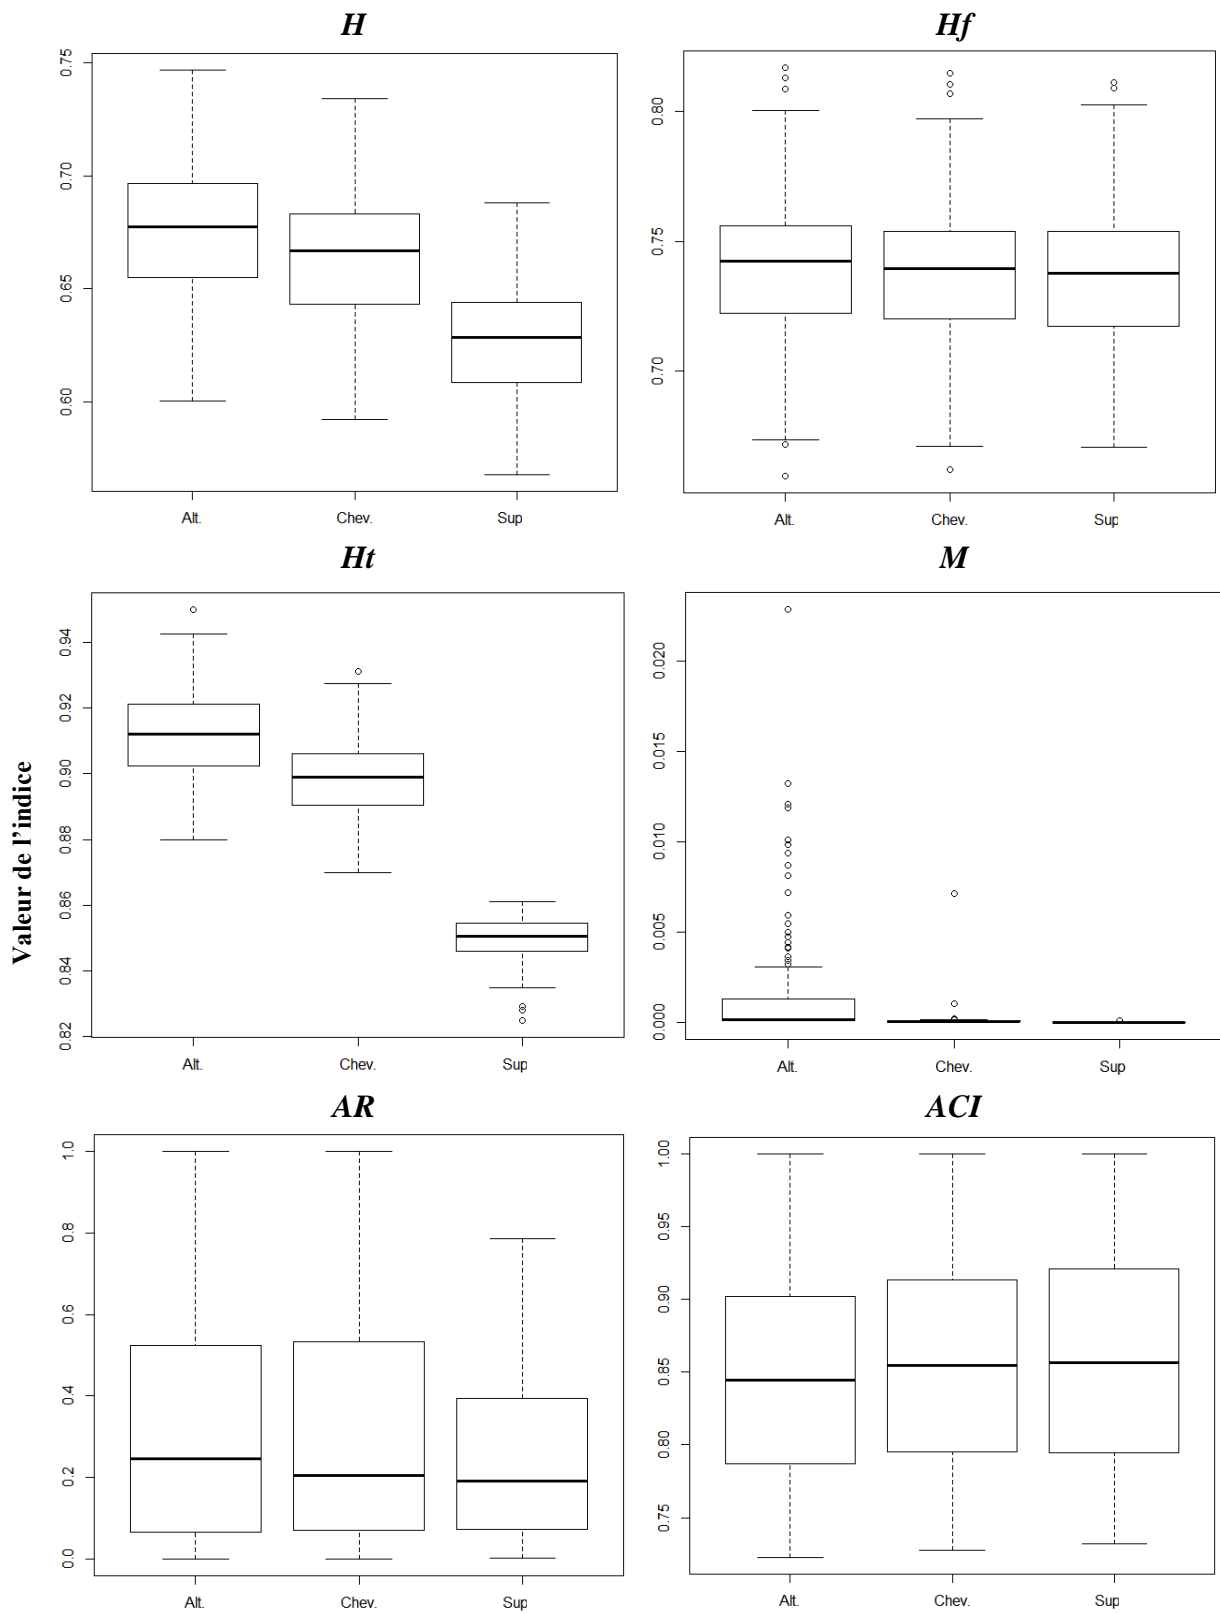 H
0.75
0.70
0.65
0.60
Alt.
Chev.
Sup
Hf
0.80
0.75
0.70
Alt.
Chev.
Sup
Valeur de l'indice
Ht
0.94
0.92
0.90
0.88
0.86
0.84
0.82
Alt.
Chev.
Sup
M
0.020
0.015
0.010
0.005
0.000
Alt.
Chev.
Sup
AR
1.0
0.8
0.6
0.4
0.2
0.0
Alt.
Chev.
Sup
ACI
1.00
0.95
0.90
0.85
0.80
0.75
Alt.
Chev.
Sup